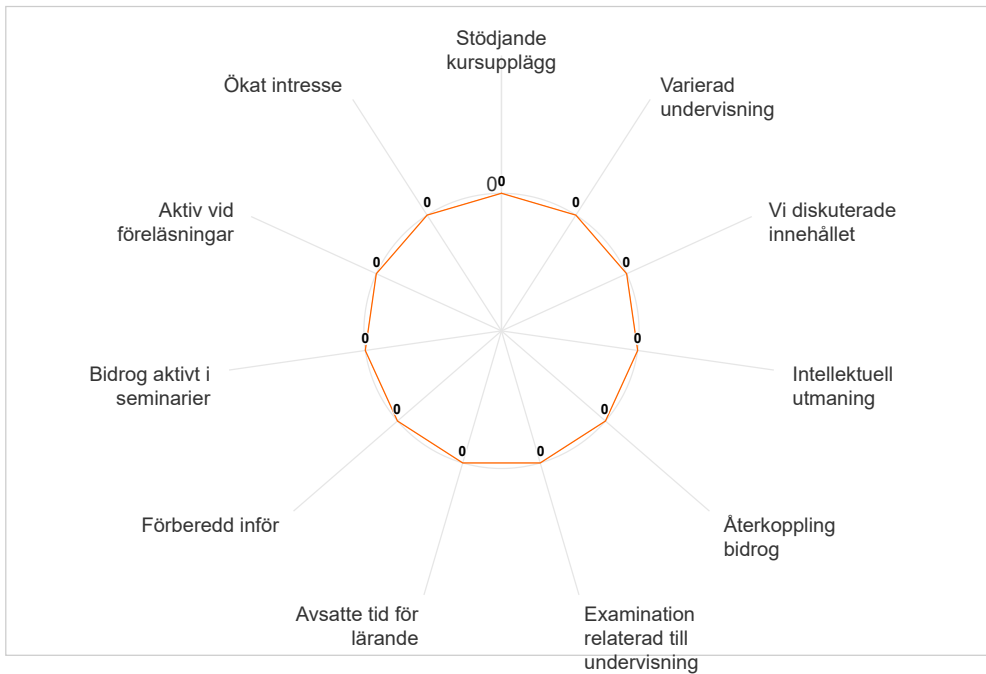 Stödjande
kursupplägg
Ökat intresse
Varierad
undervisning
0
0
0
0
Aktiv vid
föreläsningar
Vi diskuterade
innehållet
0
0
0
0
Bidrog aktivt i
seminarier
Intellektuell
utmaning
0
0
0
0
Förberedd inför
Återkoppling
bidrog
Avsatte tid för
lärande
Examination
relaterad till
undervisning